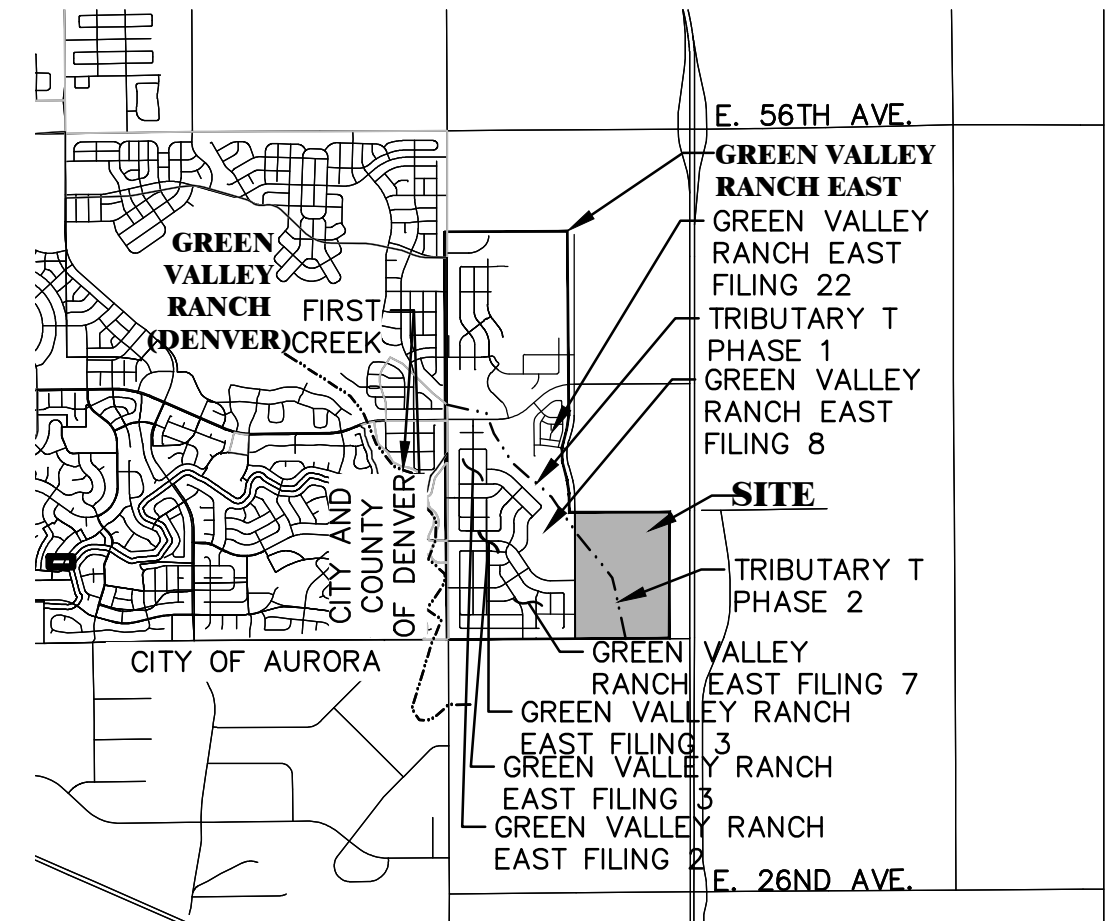 E. 56TH AVE.
GREEN VALLEY
RANCH EAST
GREEN VALLEY
RANCH EAST
FILING 22
TRIBUTARY T
PHASE 1
GREEN VALLEY
RANCH EAST
FILING 8
GREEN
VALLEY
RANCH
(DENVER)
FIRST
CREEK
SITE
CITY AND
COUNTY
OF DENVER
TRIBUTARY T
PHASE 2
CITY OF AURORA
GREEN VALLEY
RANCH EAST FILING 7
GREEN VALLEY RANCH
EAST FILING 3
GREEN VALLEY RANCH
EAST FILING 3
GREEN VALLEY RANCH
EAST FILING 2
E. 26ND AVE.